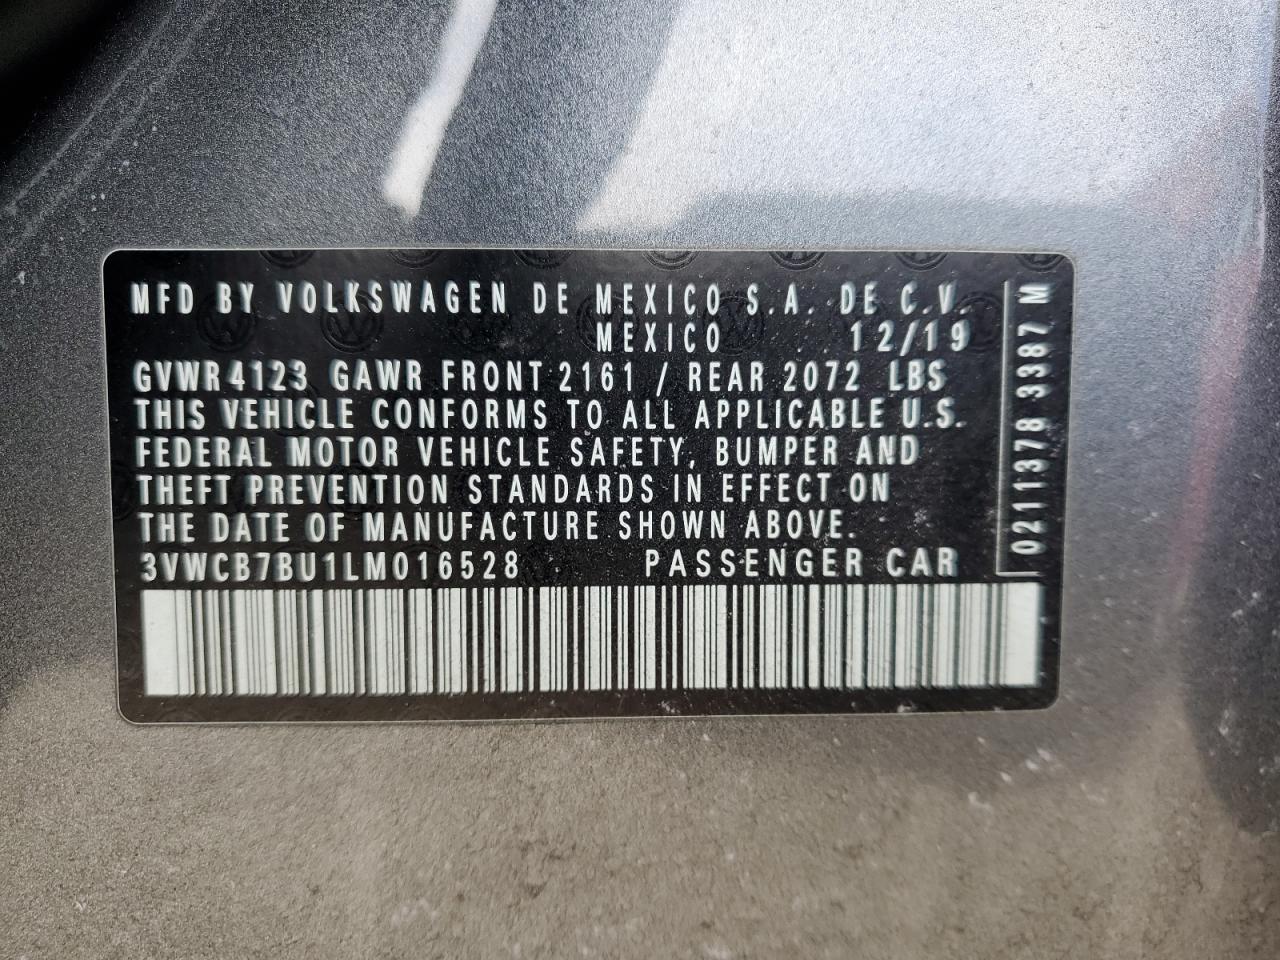 MFD BY VOLKSWAGEN DE MEXICO S.A. DE C.V.
MEXICO 12/19
GVWR 4123 GAWR FRONT 2161 / REAR 2072 LBS
THIS VEHICLE CONFORMS TO ALL APPLICABLE U.S.
FEDERAL MOTOR VEHICLE SAFETY, BUMPER AND
THEFT PREVENTION STANDARDS IN EFFECT ON
THE DATE OF MANUFACTURE SHOWN ABOVE.
3VWCB7BU1LM016528 PASSENGER CAR
0211378 3387 M